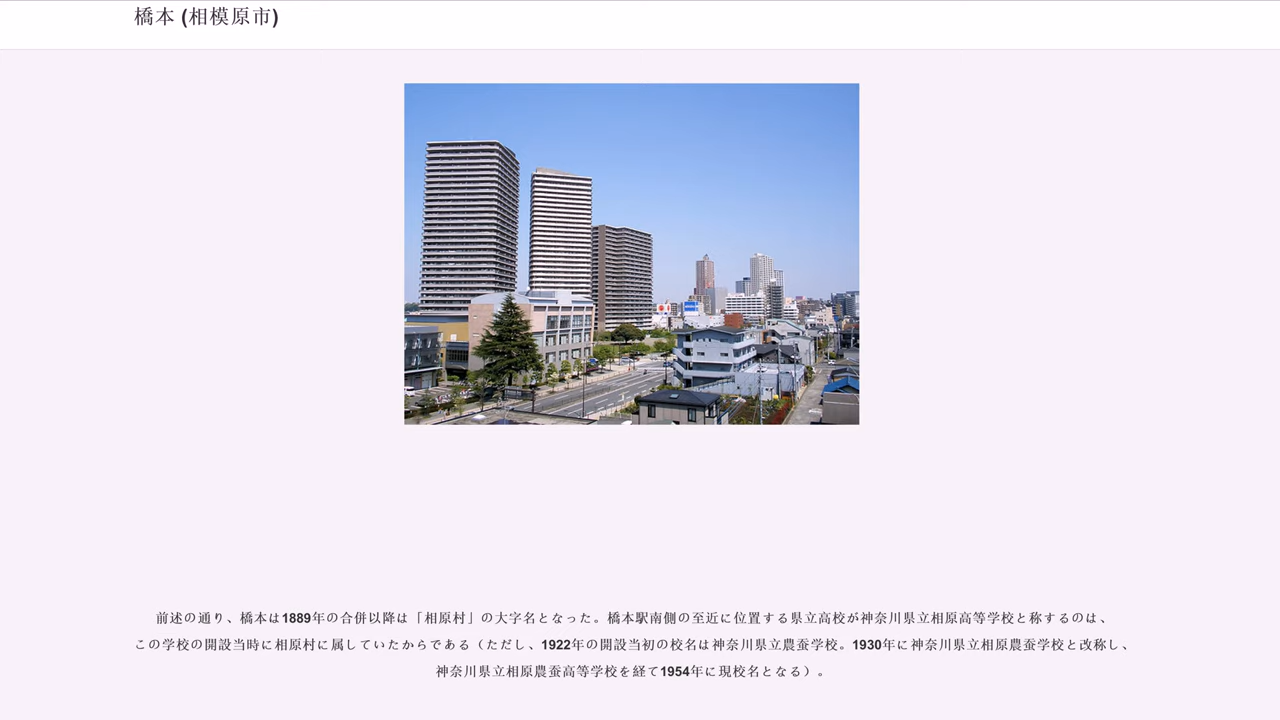 橋本 (相模原市)
前述の通り、橋本は1889年の合併以降は「相原村」の大字名となった。橋本駅南側の至近に位置する県立高校が神奈川県立相原高等学校と称するのは、
この学校の開設当時に相原村に属していたからである（ただし、1922年の開設当初の校名は神奈川県立農蚕学校。1930年に神奈川県立相原農蚕学校と改称し、
神奈川県立相原農蚕高等学校を経て1954年に現校名となる）。